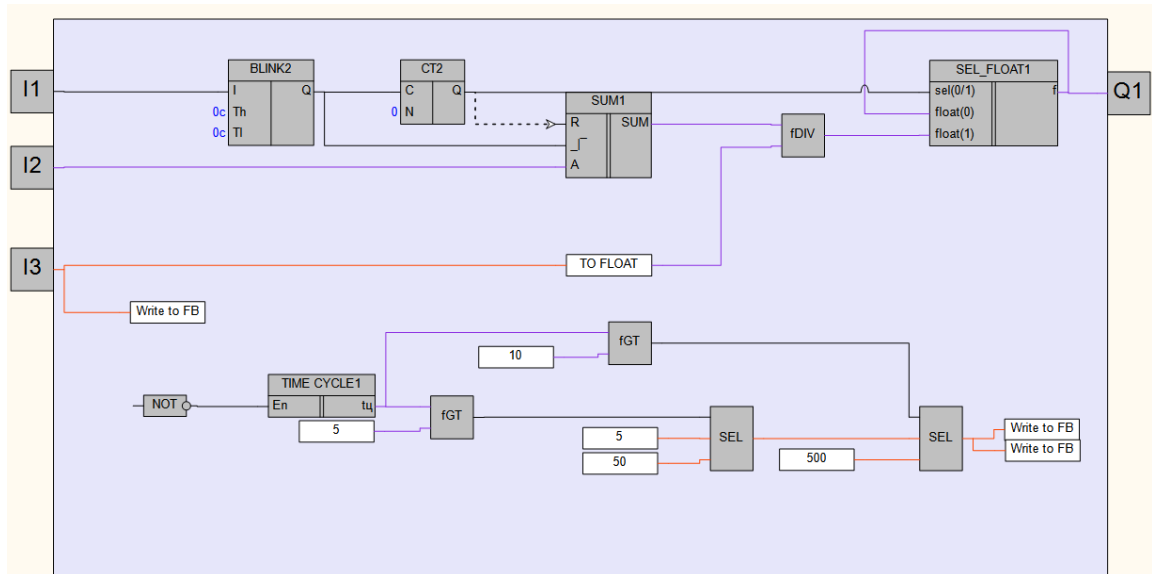 I1
I2
I3
Q1
BLINK2
I
Q
0c
Th
0c
Tl
CT2
C
Q
0
N
SUM1
R
SUM
A
fDIV
SEL_FLOAT1
sel(0/1)
f
float(0)
float(1)
TO FLOAT
Write to FB
fGT
10
NOT
TIME CYCLE1
En
tц
5
fGT
5
50
SEL
500
SEL
Write to FB
Write to FB